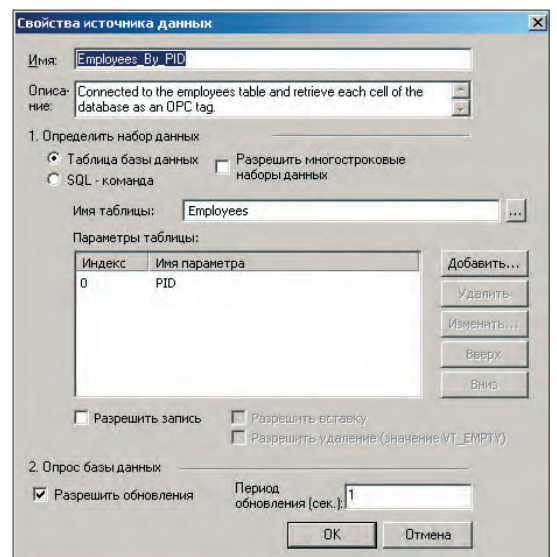 Свойства источника данных
Имя: Employees_By_PID
Описа- Connected to the employees table and retrieve each cell of the
ние: database as an OPC tag.
1. Определить набор данных
Таблица базы данных
Разрешить многостроковые
наборы данных
SQL - команда
Имя таблицы: Employees ...
Параметры таблицы:
Индекс Имя параметра
0 PID
Добавить...
Удалить
Изменить...
Вверх
Вниз
Разрешить запись
Разрешить вставку
Разрешить удаление (значение VT_EMPTY)
2. Опрос базы данных
Разрешить обновления
Период
обновления (сек.): 1
OK Отмена